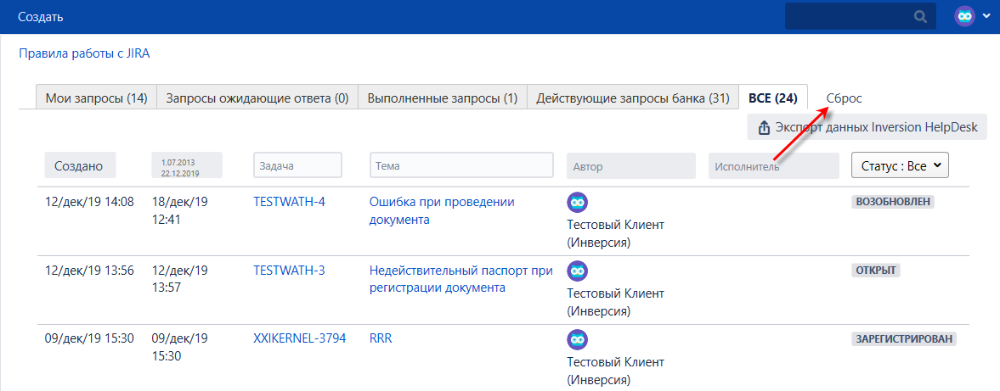 Создать
Правила работы с JIRA
Мои запросы (14) Запросы ожидающие ответа (0) Выполненные запросы (1) Действующие запросы банка (31) ВСЕ (24) Сброс
Экспорт данных Inversion HelpDesk
Создано 1.07.2013 Задача Тема Автор Исполнитель Статус : Все
22.12.2019
12/дек/19 14:08 18/дек/19 TESTWATH-4 Ошибка при проведении ВОЗОБНОВЛЕН
12:41 документа
Тестовый Клиент
(Инверсия)
12/дек/19 13:56 12/дек/19 TESTWATH-3 Недействительный паспорт при ОТКРЫТ
13:57 регистрации документа
Тестовый Клиент
(Инверсия)
09/дек/19 15:30 09/дек/19 XXIKERNEL-3794 RRR ЗАРЕГИСТРИРОВАН
15:30
Тестовый Клиент
(Инверсия)